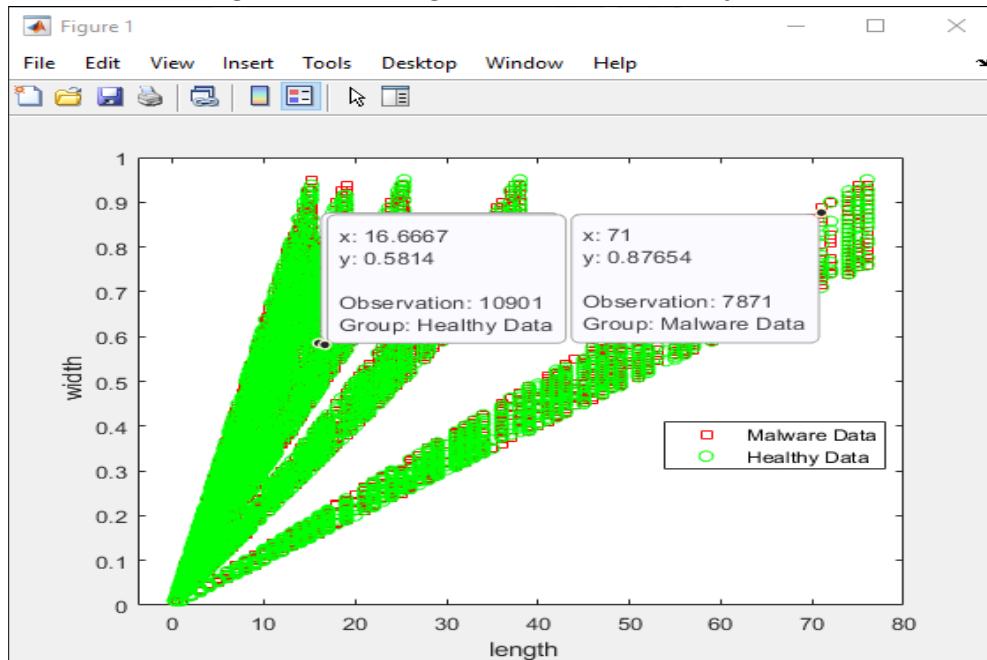 Figure 1
File Edit View Insert Tools Desktop Window Help
1
0.9
0.8
0.7
0.6
0.5
0.4
0.3
0.2
0.1
0
width
x: 16.6667
y: 0.5814
Observation: 10901
Group: Healthy Data
x: 71
y: 0.87654
Observation: 7871
Group: Malware Data
Malware Data
Healthy Data
0 10 20 30 40 50 60 70 80
length